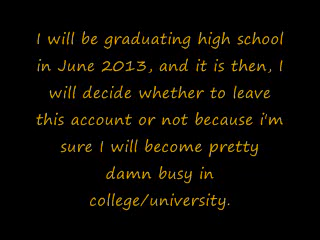 I will be graduating high school
in June 2013, and it is then, I
will decide whether to leave
this account or not because i'm
sure I will become pretty
damn busy in
college/university.